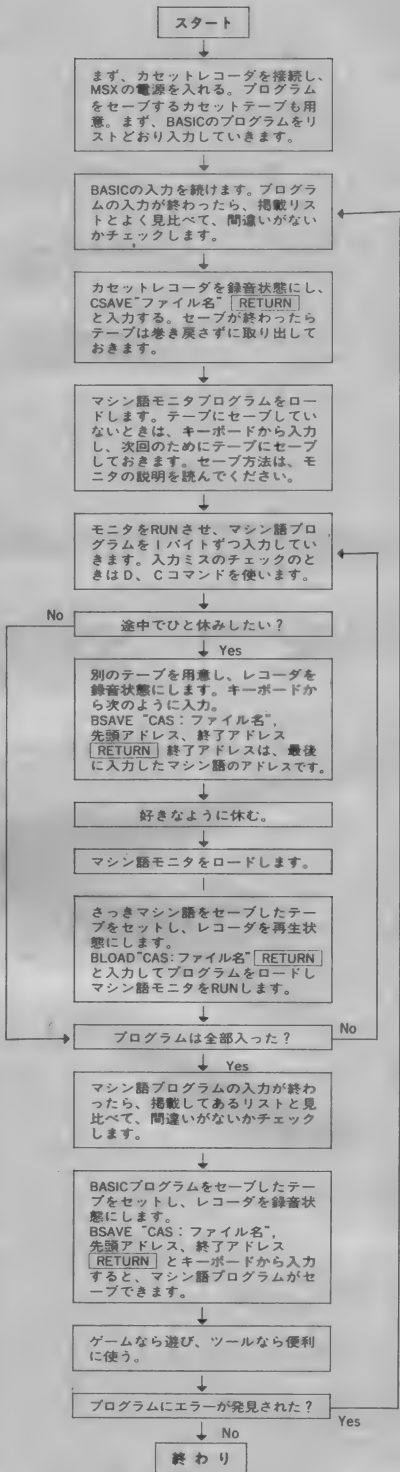 スタート
まず、カセットレコーダを接続し、
MSXの電源を入れる。プログラム
をセーブするカセットテープも用
意。まず、BASICのプログラムをリ
ストどおり入力していきます。
BASICの入力を続けます。プログラ
ムの入力が終わったら、掲載リス
トとよく見比べて、間違いがない
かチェックします。
カセットレコーダを録音状態にし、
CSAVE"ファイル名" RETURN
と入力する。セーブが終わったら
テープは巻き戻さずに取り出して
おきます。
マシン語モニタプログラムをロー
ドします。テープにセーブしてい
ないときは、キーボードから入力
し、次回のためにテープにセーブ
しておきます。セーブ方法は、モ
ニタの説明を読んでください。
モニタをRUNさせ、マシン語プロ
グラムを1バイトずつ入力してい
きます。入力ミスのチェックのと
きはD、Cコマンドを使います。
No
途中でひと休みしたい？
Yes
別のテープを用意し、レコーダを
録音状態にします。キーボードか
ら次のように入力。
BSAVE "CAS：ファイル名",
先頭アドレス、終了アドレス
RETURN 終了アドレスは、最後
に入力したマシン語のアドレスです。
好きなように休む。
マシン語モニタをロードします。
さっきマシン語をセーブしたテー
プをセットし、レコーダを再生状
態にします。
BLOAD"CAS：ファイル名" RETURN
と入力してプログラムをロードし
マシン語モニタをRUNします。
プログラムは全部入った？
No
Yes
マシン語プログラムの入力が終わ
ったら、掲載してあるリストと見
比べて、間違いがないかチェック
します。
BASICプログラムをセーブしたテー
プをセットし、レコーダを録音状
態にします。
BSAVE "CAS：ファイル名",
先頭アドレス、終了アドレス
RETURN とキーボードから入力
すると、マシン語プログラムがセ
ーブできます。
ゲームなら遊び、ツールなら便利
に使う。
プログラムにエラーが発見された？
Yes
No
終わり